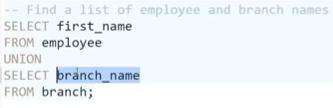 -- Find a list of employee and branch names
SELECT first_name
FROM employee
UNION
SELECT branch_name
FROM branch;